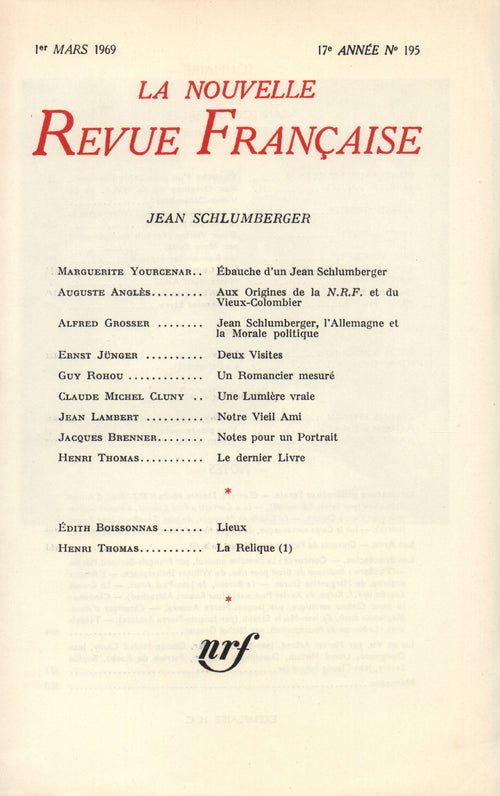 1er MARS 1969 17e ANNÉE No 195
LA NOUVELLE
REVUE FRANÇAISE
JEAN SCHLUMBERGER
MARGUERITE YOURCENAR.. Ébauche d'un Jean Schlumberger
AUGUSTE ANGLÈS......... Aux Origines de la N.R.F. et du
Vieux-Colombier
ALFRED GROSSER ........ Jean Schlumberger, l'Allemagne et
la Morale politique
ERNST JÜNGER .......... Deux Visites
GUY ROHOU ............. Un Romancier mesuré
CLAUDE MICHEL CLUNY .. Une Lumière vraie
JEAN LAMBERT .......... Notre Vieil Ami
JACQUES BRENNER........ Notes pour un Portrait
HENRI THOMAS........... Le dernier Livre
*
ÉDITH BOISSONNAS ....... Lieux
HENRI THOMAS........... La Relique (1)
*
nrf